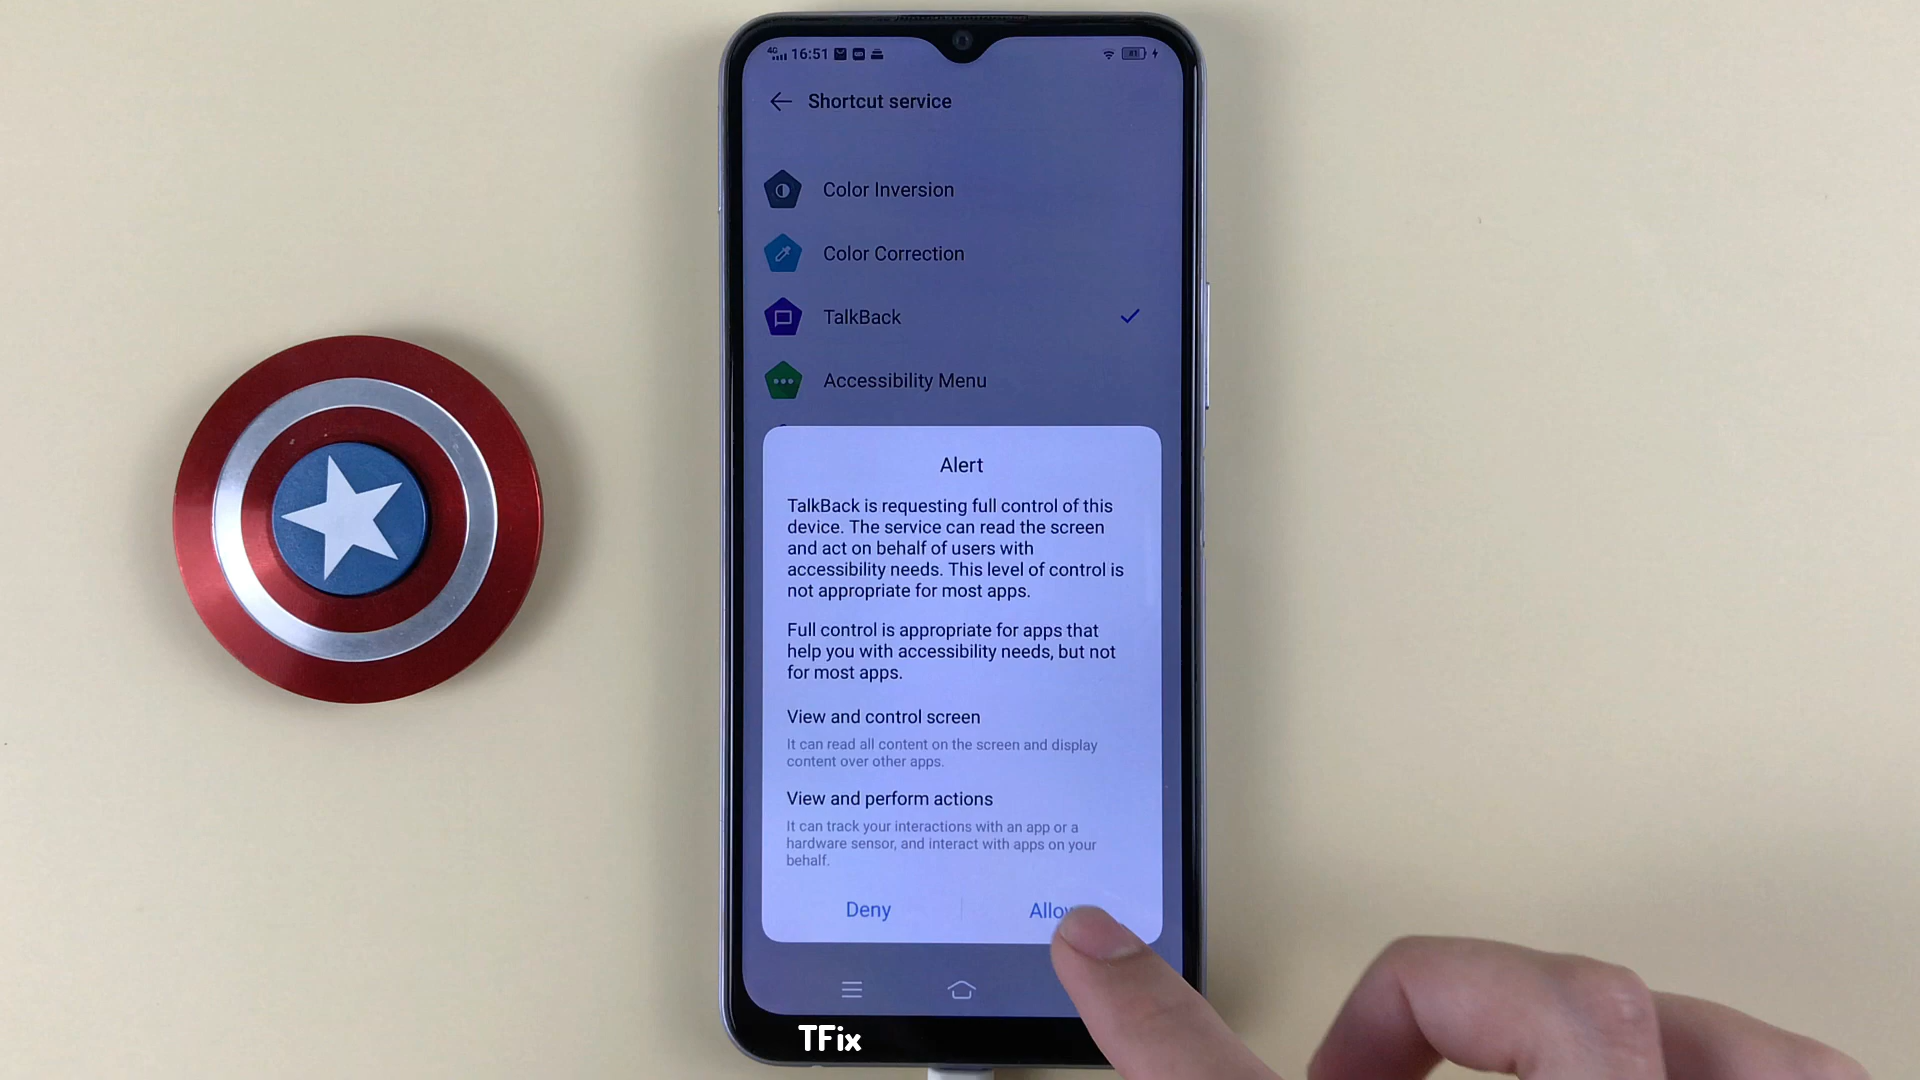 4G 16:51
Shortcut service
Color Inversion
Color Correction
TalkBack
Accessibility Menu
Alert
TalkBack is requesting full control of this
device. The service can read the screen
and act on behalf of users with
accessibility needs. This level of control is
not appropriate for most apps.
Full control is appropriate for apps that
help you with accessibility needs, but not
for most apps.
View and control screen
It can read all content on the screen and display
content over other apps.
View and perform actions
It can track your interactions with an app or a
hardware sensor, and interact with apps on your
behalf.
Deny
TFix